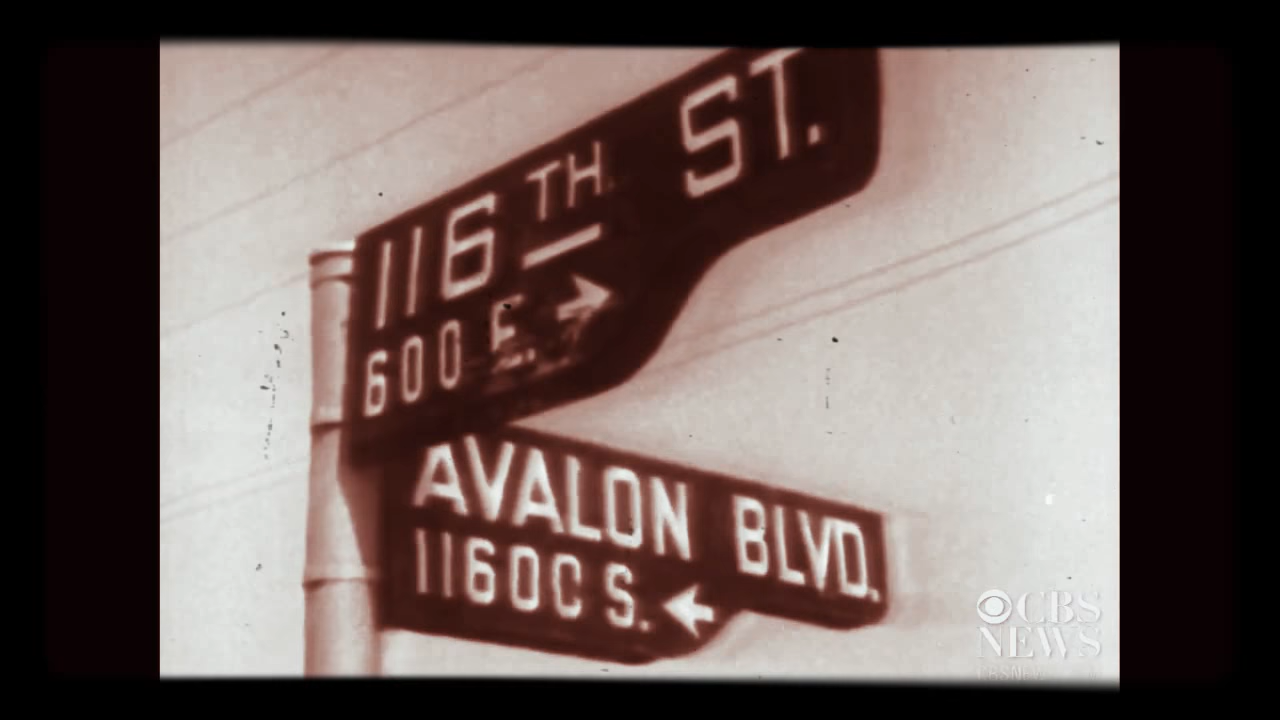 116TH ST.
600 E.
AVALON BLVD.
11600 S.
CBS
NEWS